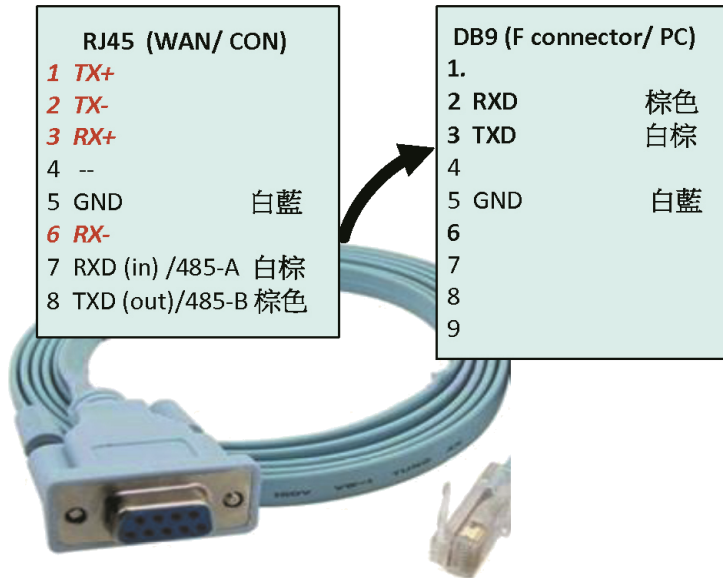 RJ45 (WAN/ CON)
1 TX+
2 TX-
3 RX+
4 --
5 GND 白藍
6 RX-
7 RXD (in) /485-A 白棕
8 TXD (out)/485-B 棕色
DB9 (F connector/ PC)
1.
2 RXD 棕色
3 TXD 白棕
4
5 GND 白藍
6
7
8
9